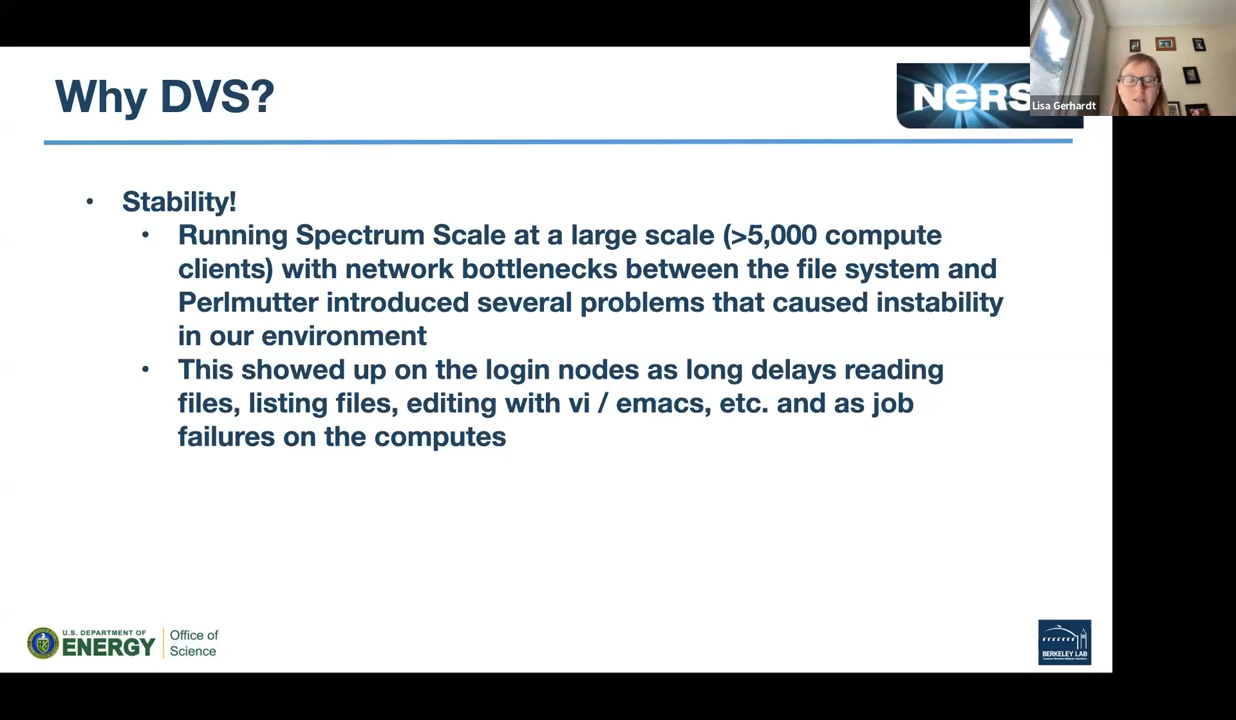 Why DVS?
NERS
Lisa Gerhardt
• Stability!
• Running Spectrum Scale at a large scale (>5,000 compute
clients) with network bottlenecks between the file system and
Perlmutter introduced several problems that caused instability
in our environment
• This showed up on the login nodes as long delays reading
files, listing files, editing with vi / emacs, etc. and as job
failures on the computes
U.S. DEPARTMENT OF
ENERGY
Office of
Science
BERKELEY LAB